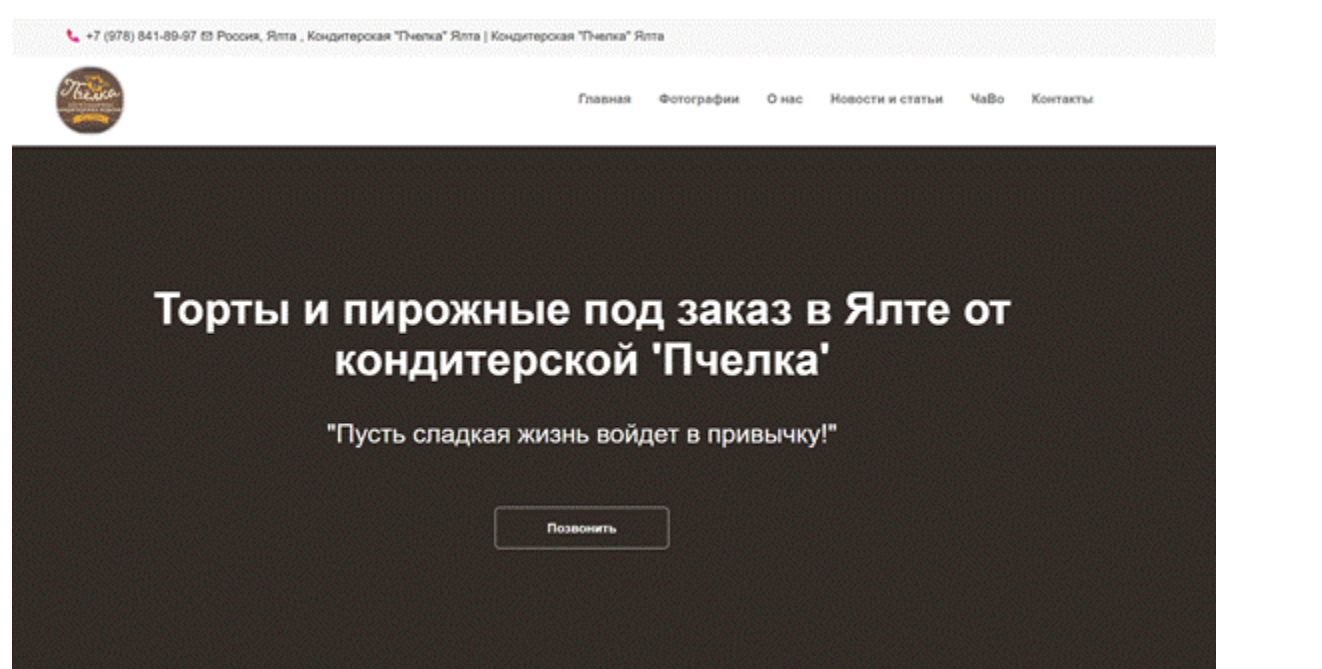 +7 (978) 841-89-97 Россия, Ялта , Кондитерская "Пчелка" Ялта | Кондитерская "Пчелка" Ялта
Пчелка
Главная Фотографии О нас Новости и статьи ЧаВо Контакты
Торты и пирожные под заказ в Ялте от
кондитерской 'Пчелка'
"Пусть сладкая жизнь войдет в привычку!"
Позвонить